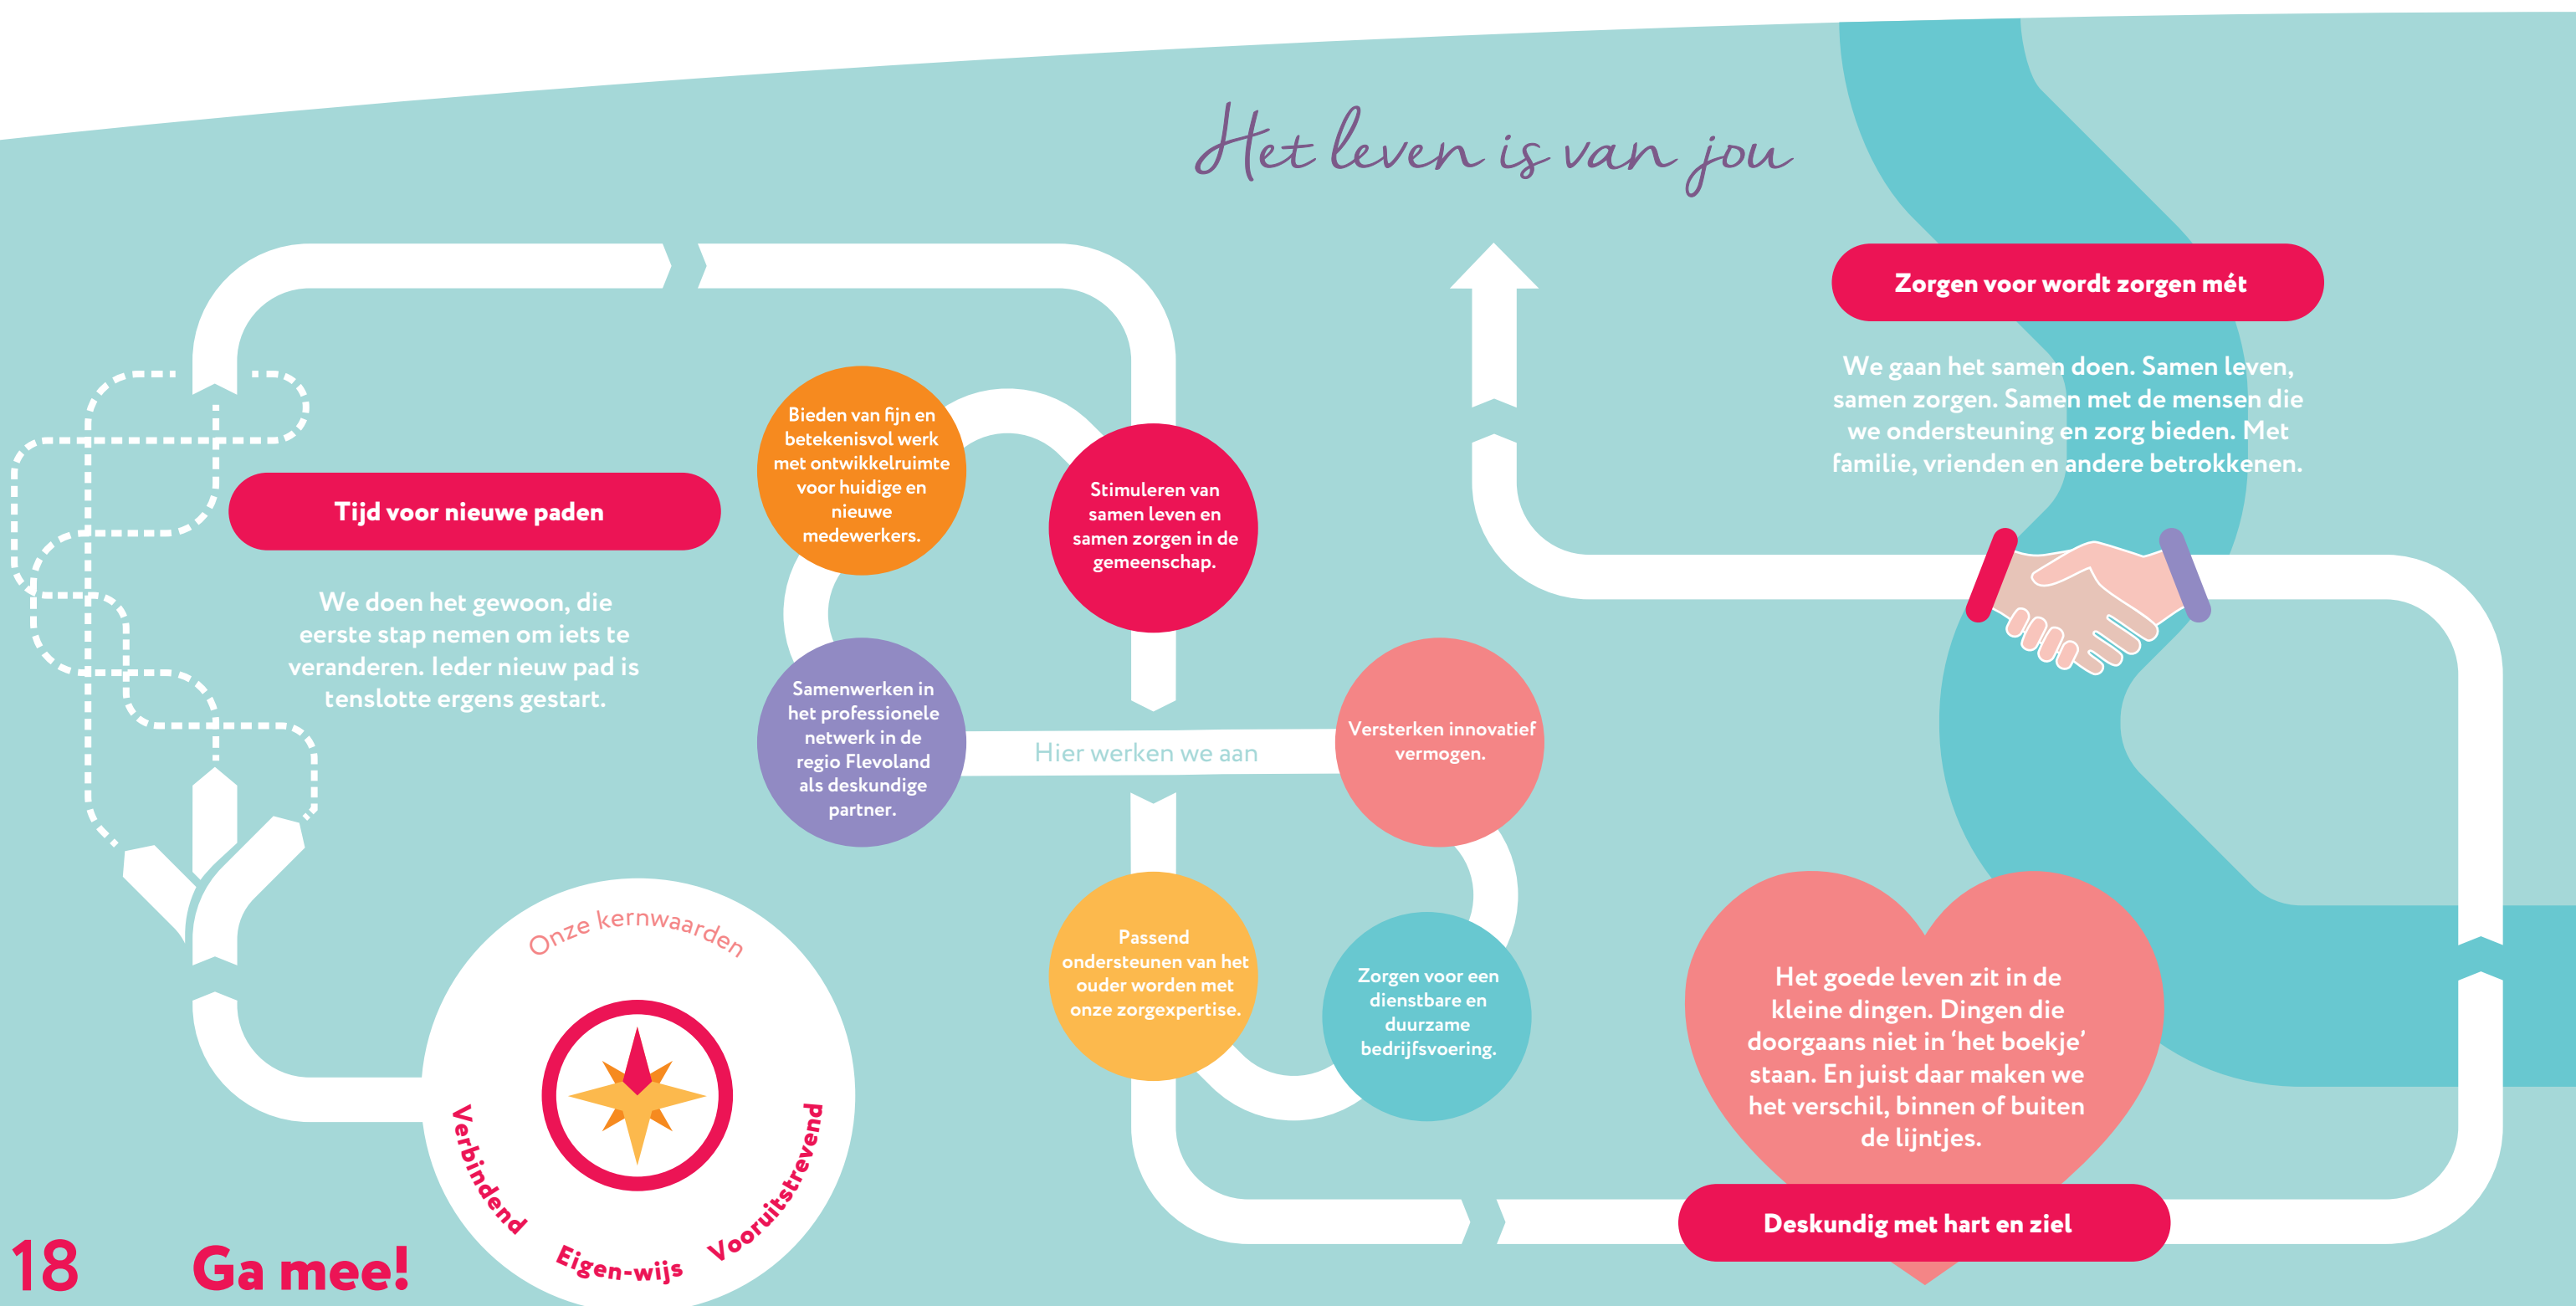 Het leven is van jou
Tijd voor nieuwe paden
We doen het gewoon, die
eerste stap nemen om iets te
veranderen. Ieder nieuw pad is
tenslotte ergens gestart.
Bieden van fijn en
betekenisvol werk
met ontwikkelruimte
voor huidige en
nieuwe
medewerkers.
Stimuleren van
samen leven en
samen zorgen in de
gemeenschap.
Samenwerken in
het professionele
netwerk in de
regio Flevoland
als deskundige
partner.
Hier werken we aan
Versterken innovatief
vermogen.
Passend
ondersteunen van het
ouder worden met
onze zorgexpertise.
Zorgen voor een
dienstbare en
duurzame
bedrijfsvoering.
Zorgen voor wordt zorgen mét
We gaan het samen doen. Samen leven,
samen zorgen. Samen met de mensen die
we ondersteuning en zorg bieden. Met
familie, vrienden en andere betrokkenen.
Het goede leven zit in de
kleine dingen. Dingen die
doorgaans niet in ‘het boekje’
staan. En juist daar maken we
het verschil, binnen of buiten
de lijntjes.
Deskundig met hart en ziel
Onze kernwaarden
Verbindend
Eigen-wijs
Vooruitstrevend
18
Ga mee!